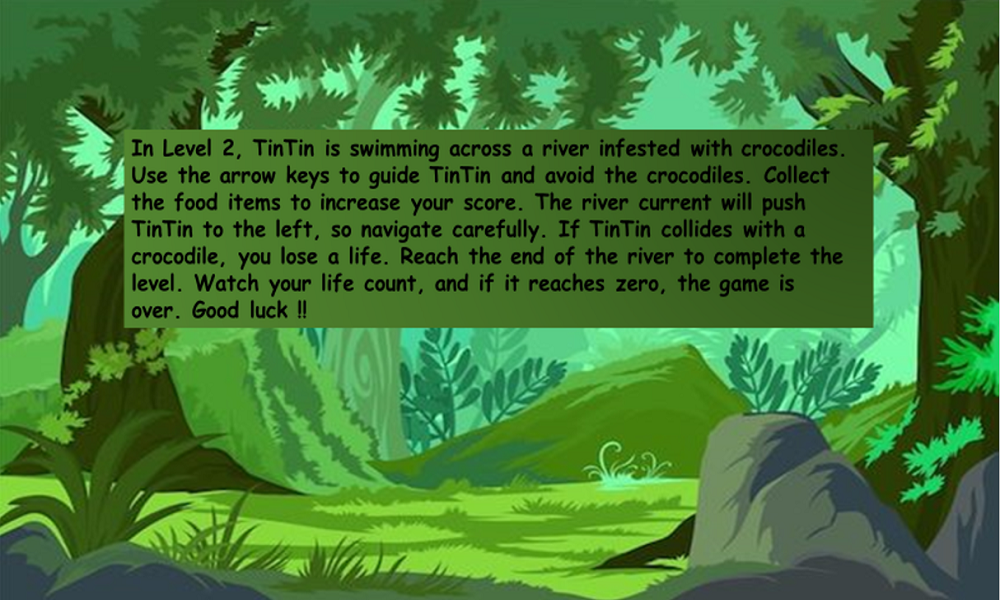 In Level 2, TinTin is swimming across a river infested with crocodiles.
Use the arrow keys to guide TinTin and avoid the crocodiles. Collect
the food items to increase your score. The river current will push
TinTin to the left, so navigate carefully. If TinTin collides with a
crocodile, you lose a life. Reach the end of the river to complete the
level. Watch your life count, and if it reaches zero, the game is
over. Good luck !!